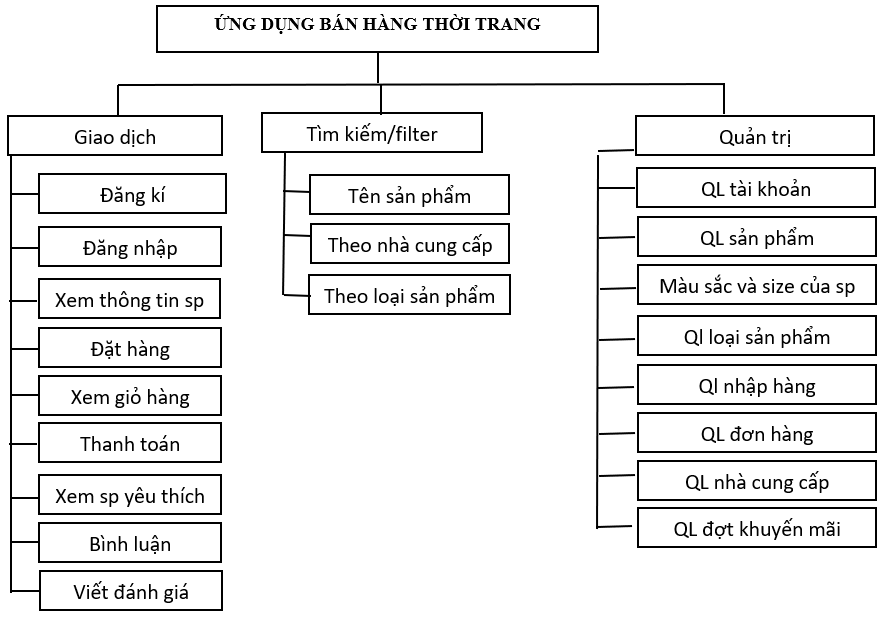 ỨNG DỤNG BÁN HÀNG THỜI TRANG
Giao dịch
Đăng kí
Đăng nhập
Xem thông tin sp
Đặt hàng
Xem giỏ hàng
Thanh toán
Xem sp yêu thích
Bình luận
Viết đánh giá
Tìm kiếm/filter
Tên sản phẩm
Theo nhà cung cấp
Theo loại sản phẩm
Quản trị
QL tài khoản
QL sản phẩm
Màu sắc và size của sp
Ql loại sản phẩm
Ql nhập hàng
QL đơn hàng
QL nhà cung cấp
QL đợt khuyến mãi